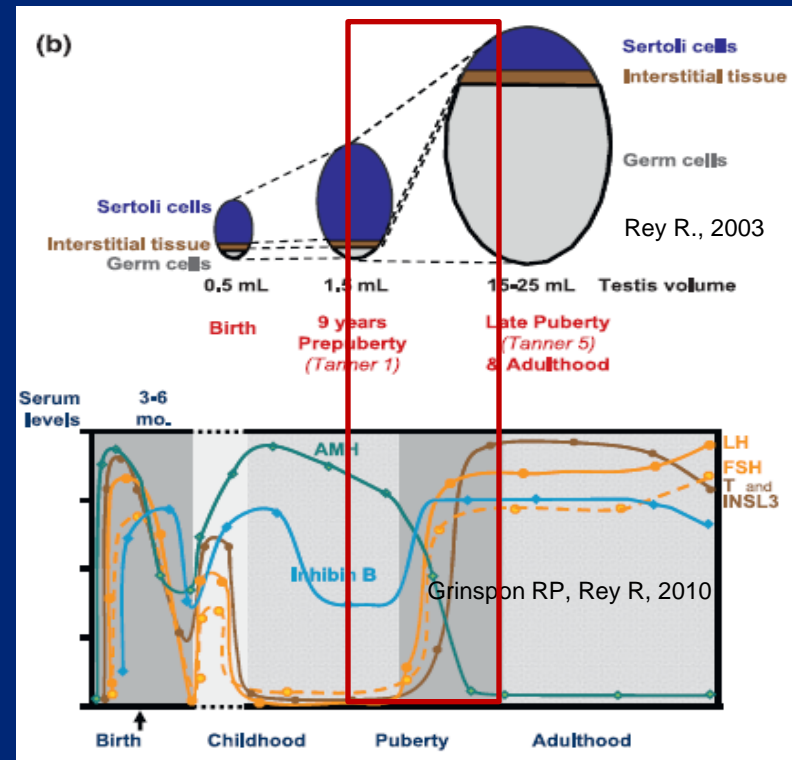 (b)
Sertoli cells
Interstitial tissue
Germ cells
Rey R., 2003
Sertoli cells
Interstitial tissue
Germ cells
0.5 mL 1.5 mL 15-25 mL Testis volume
Birth
9 years
Prepuberty
(Tanner 1)
Late Puberty
(Tanner 5)
& Adulthood
Serum
levels
3-6
mo.
AMH
Inhibin B
LH
FSH
T and
INSL3
Grinspon RP, Rey R, 2010
Birth Childhood Puberty Adulthood